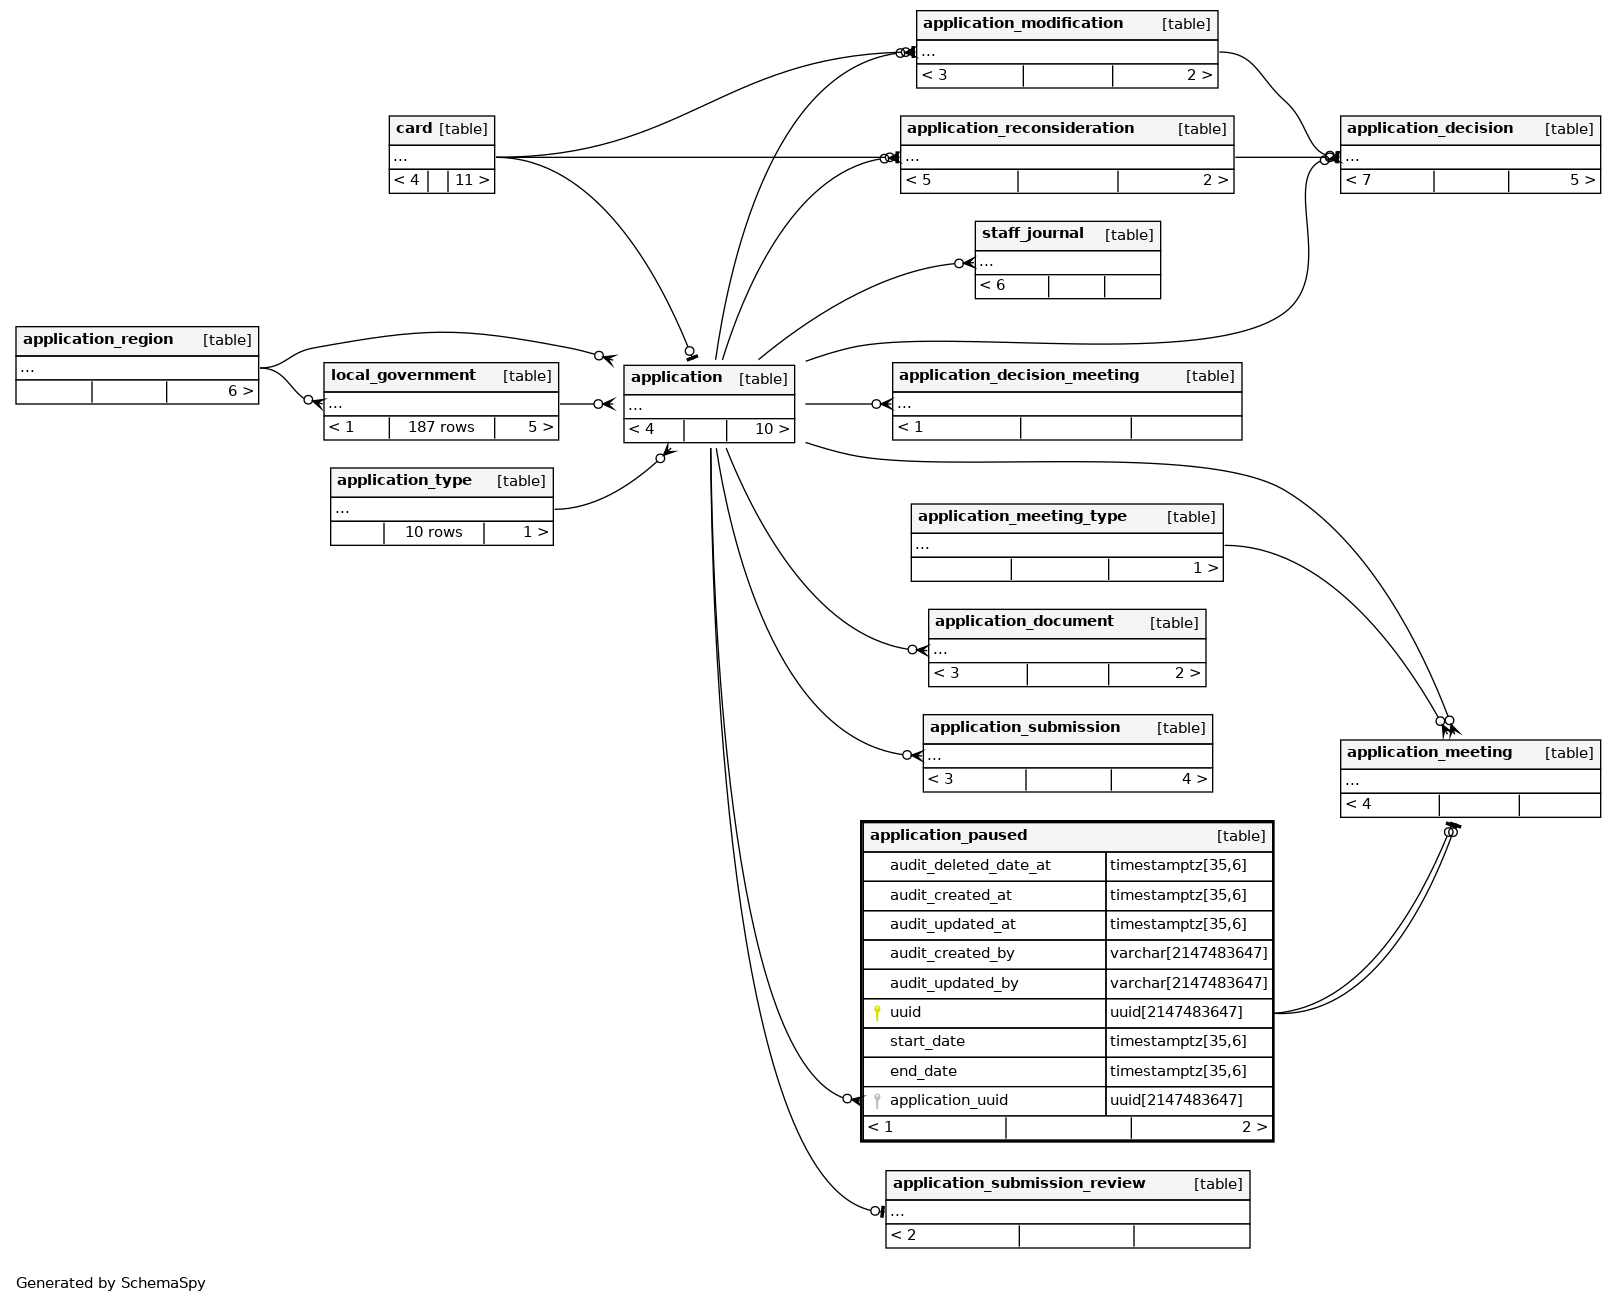 application_modification [table]
...
< 3 2 >
card [table]
...
< 4 11 >
application_reconsideration [table]
...
< 5 2 >
application_decision [table]
...
< 7 5 >
staff_journal [table]
...
< 6
application_region [table]
...
6 >
local_government [table]
...
< 1 187 rows 5 >
application [table]
...
< 4 10 >
application_decision_meeting [table]
...
< 1
application_type [table]
...
10 rows 1 >
application_meeting_type [table]
...
1 >
application_document [table]
...
< 3 2 >
application_submission [table]
...
< 3 4 >
application_meeting [table]
...
< 4
application_paused [table]
audit_deleted_date_at timestamptz[35,6]
audit_created_at timestamptz[35,6]
audit_updated_at timestamptz[35,6]
audit_created_by varchar[2147483647]
audit_updated_by varchar[2147483647]
uuid uuid[2147483647]
start_date timestamptz[35,6]
end_date timestamptz[35,6]
application_uuid uuid[2147483647]
< 1 2 >
application_submission_review [table]
...
< 2
Generated by SchemaSpy